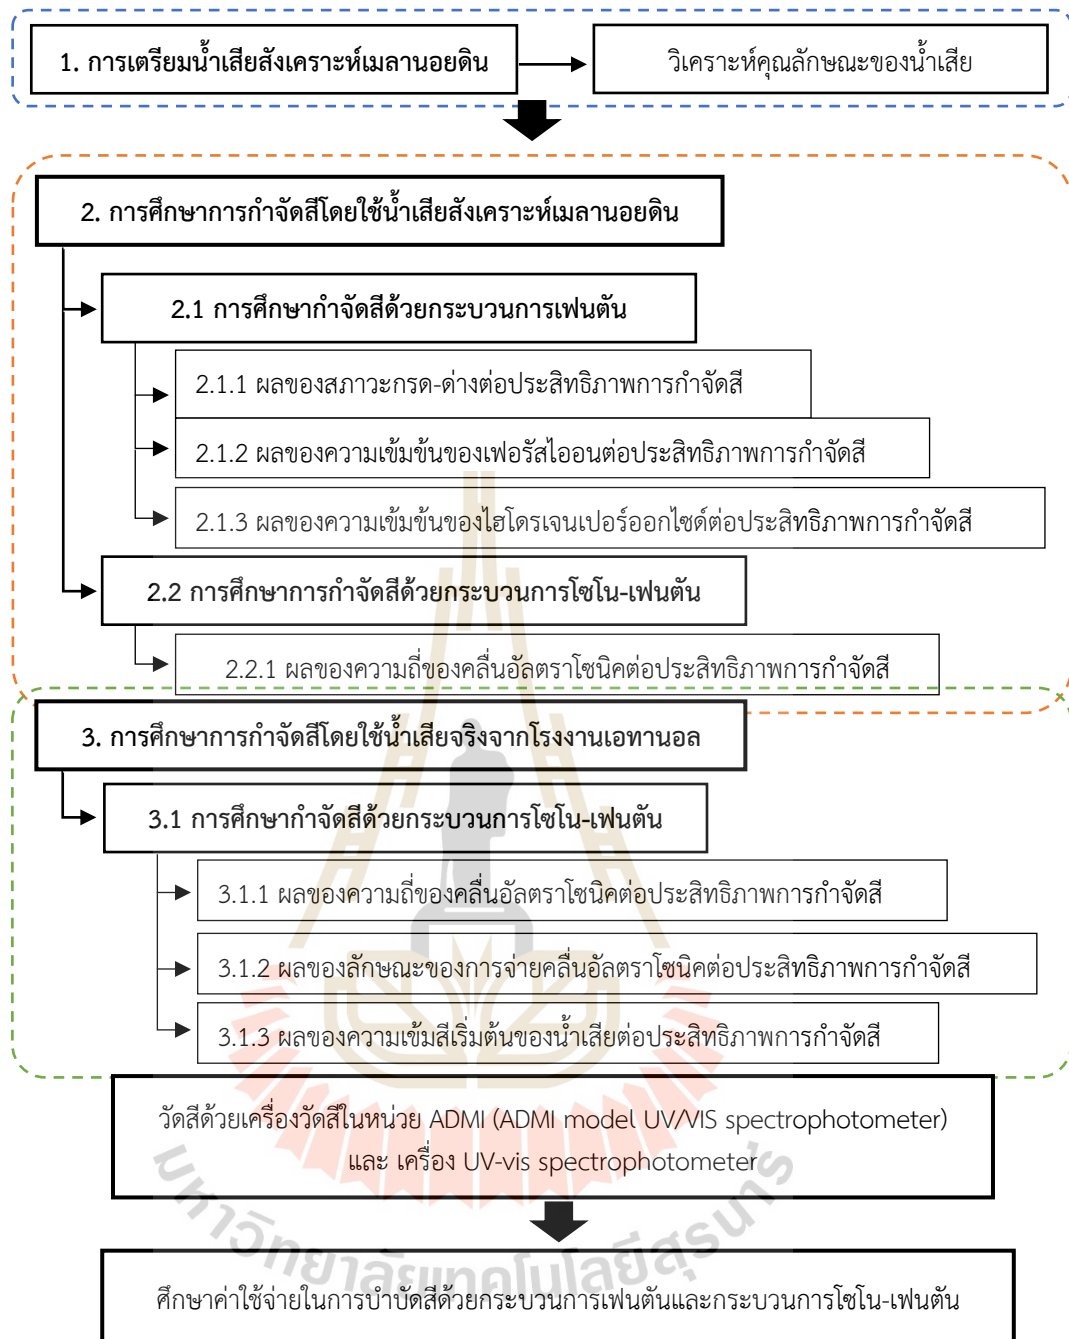 1. การเตรียมน้ำเสียสังเคราะห์เมลานอยดิน
วิเคราะห์คุณลักษณะของน้ำเสีย
2. การศึกษาการกำจัดสีโดยใช้น้ำเสียสังเคราะห์เมลานอยดิน
2.1 การศึกษากำจัดสีด้วยกระบวนการเฟนตัน
2.1.1 ผลของสภาวะกรด-ด่างต่อประสิทธิภาพการกำจัดสี
2.1.2 ผลของความเข้มข้นของเฟอรัสไอออนต่อประสิทธิภาพการกำจัดสี
2.1.3 ผลของความเข้มข้นของไฮโดรเจนเปอร์ออกไซด์ต่อประสิทธิภาพการกำจัดสี
2.2 การศึกษาการกำจัดสีด้วยกระบวนการโซโน-เฟนตัน
2.2.1 ผลของความถี่ของคลื่นอัลตราโซนิคต่อประสิทธิภาพการกำจัดสี
3. การศึกษาการกำจัดสีโดยใช้น้ำเสียจริงจากโรงงานเอทานอล
3.1 การศึกษากำจัดสีด้วยกระบวนการโซโน-เฟนตัน
3.1.1 ผลของความถี่ของคลื่นอัลตราโซนิคต่อประสิทธิภาพการกำจัดสี
3.1.2 ผลของลักษณะของการจ่ายคลื่นอัลตราโซนิคต่อประสิทธิภาพการกำจัดสี
3.1.3 ผลของความเข้มสีเริ่มต้นของน้ำเสียต่อประสิทธิภาพการกำจัดสี
วัดสีด้วยเครื่องวัดสีในหน่วย ADMI (ADMI model UV/VIS spectrophotometer)
และ เครื่อง UV-vis spectrophotometer
มหาวิทยาลัยเทคโนโลยีสุรนารี
ศึกษาค่าใช้จ่ายในการบำบัดสีด้วยกระบวนการเฟนตันและกระบวนการโซโน-เฟนตัน